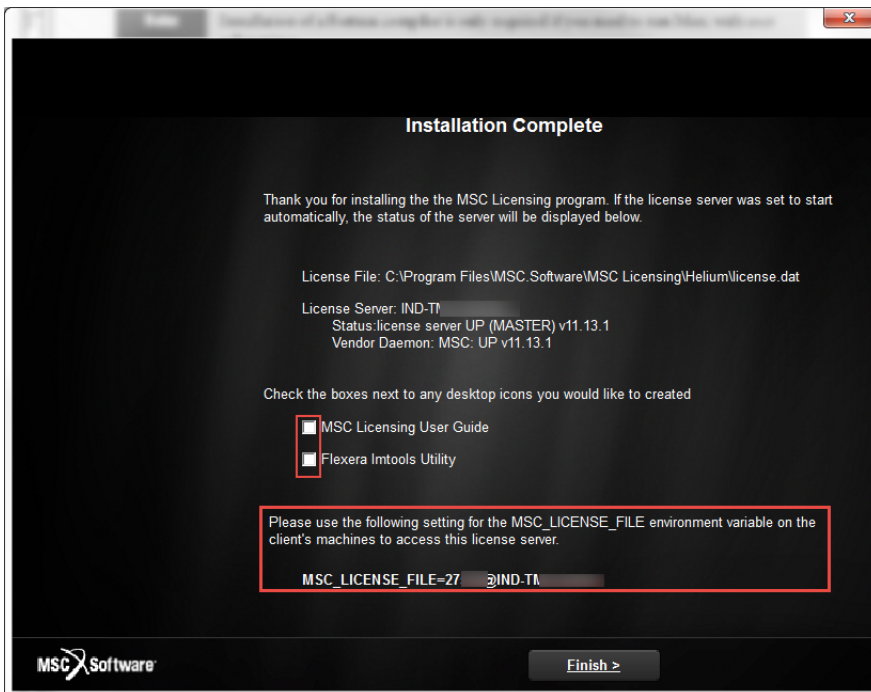 Installation Complete
Thank you for installing the the MSC Licensing program. If the license server was set to start
automatically, the status of the server will be displayed below.
License File: C:\Program Files\MSC.Software\MSC Licensing\Helium\license.dat
License Server: IND-TM
Status:license server UP (MASTER) v11.13.1
Vendor Daemon: MSC: UP v11.13.1
Check the boxes next to any desktop icons you would like to created
MSC Licensing User Guide
Flexera lmtools Utility
Please use the following setting for the MSC_LICENSE_FILE environment variable on the
client's machines to access this license server.
MSC_LICENSE_FILE=27 @IND-TM
MSC Software
Finish >